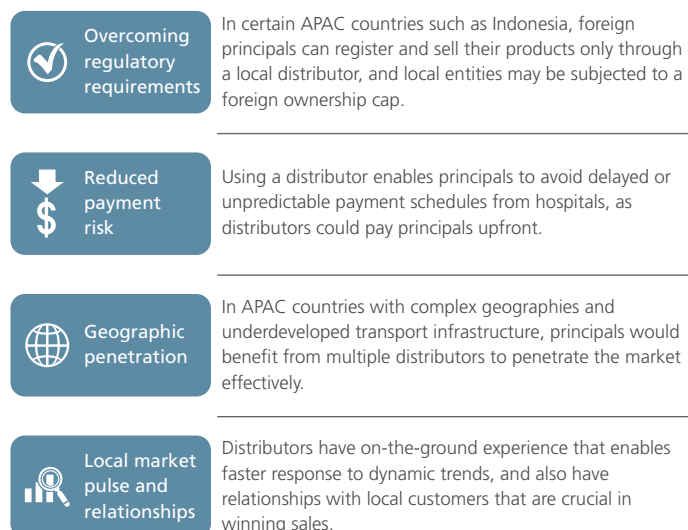 Overcoming
regulatory
requirements
In certain APAC countries such as Indonesia, foreign
principals can register and sell their products only through
a local distributor, and local entities may be subjected to a
foreign ownership cap.
$
Reduced
payment
risk
Using a distributor enables principals to avoid delayed or
unpredictable payment schedules from hospitals, as
distributors could pay principals upfront.
Geographic
penetration
In APAC countries with complex geographies and
underdeveloped transport infrastructure, principals would
benefit from multiple distributors to penetrate the market
effectively.
Local market
pulse and
relationships
Distributors have on-the-ground experience that enables
faster response to dynamic trends, and also have
relationships with local customers that are crucial in
winning sales.